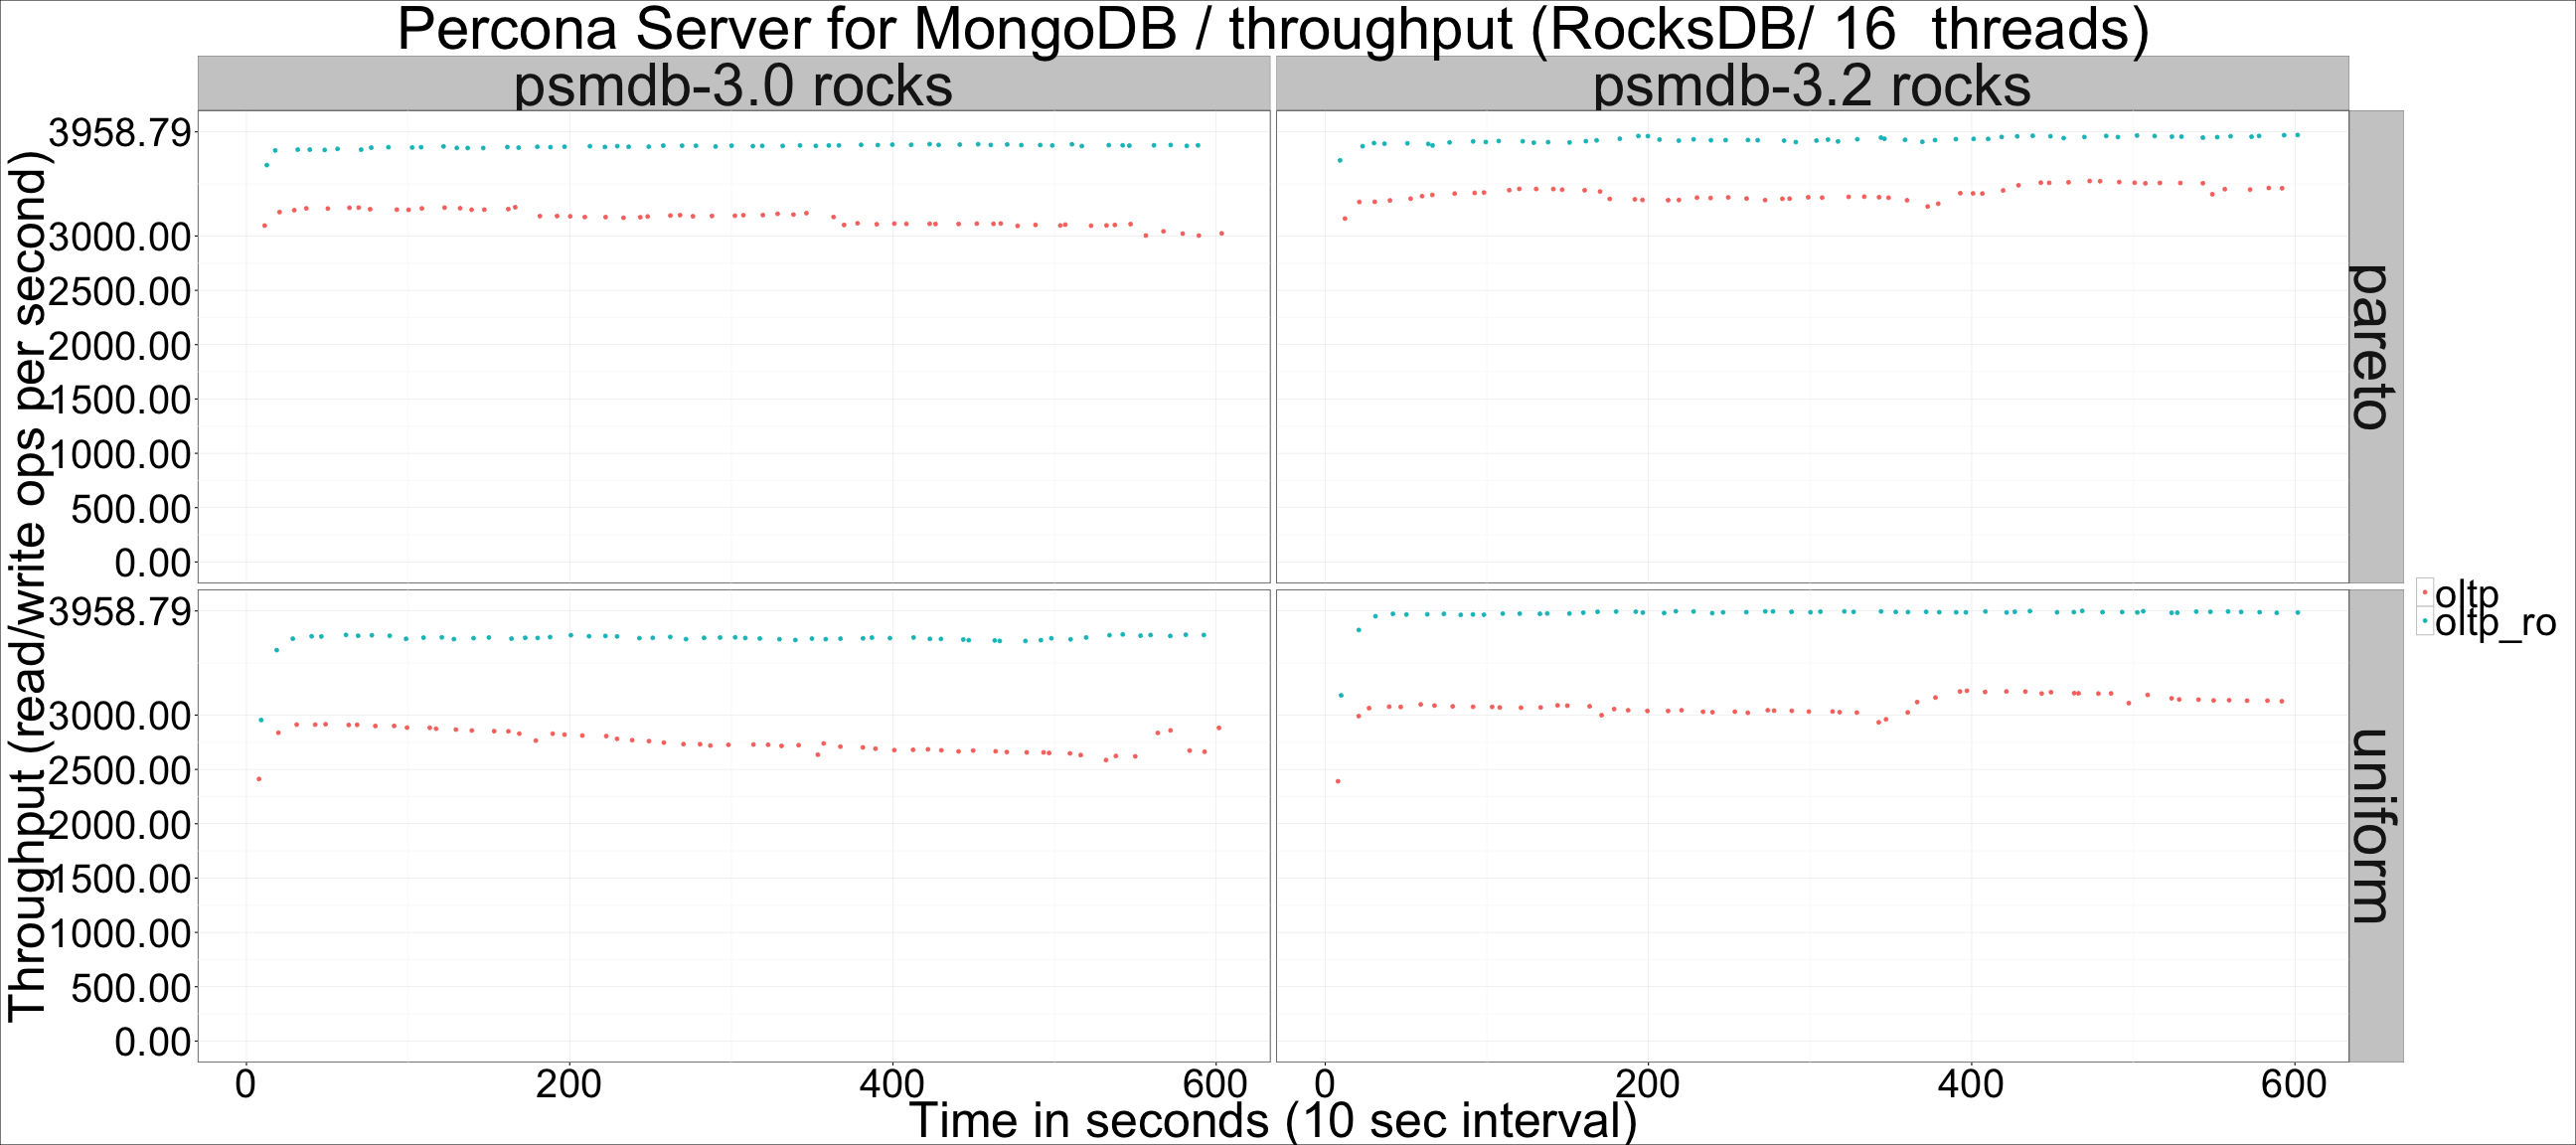 Percona Server for MongoDB / throughput (RocksDB/ 16  threads)
psmdb-3.0 rocks
psmdb-3.2 rocks
Throughput (read/write ops per second)
3958.79
3000.00
2500.00
2000.00
1500.00
1000.00
500.00
0.00
pareto
3958.79
3000.00
2500.00
2000.00
1500.00
1000.00
500.00
0.00
uniform
oltp
oltp_ro
0 200 400 600
0 200 400 600
Time in seconds (10 sec interval)